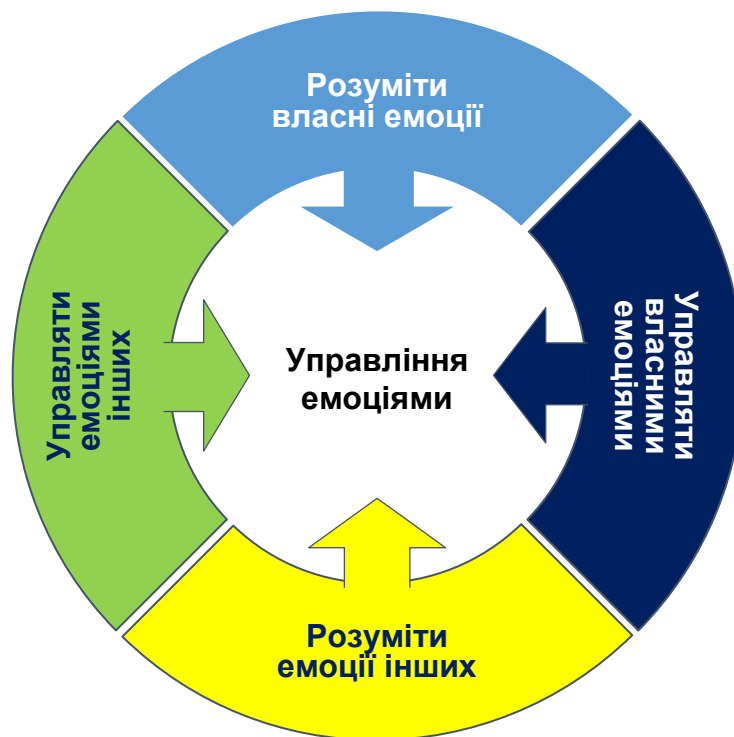 Розуміти
власні емоції
Управляти
власними
емоціями
Управління
емоціями
Управляти
емоціями
інших
Розуміти
емоції інших